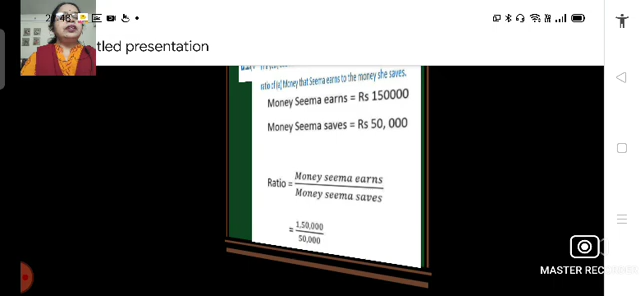 tled presentation
ratio of (a) Money that Seema earns to the money she saves.
Money Seema earns = Rs 150000
Money Seema saves = Rs 50, 000
Ratio = Money seema earns
Money seema saves
= 1,50,000
50,000
MASTER REC